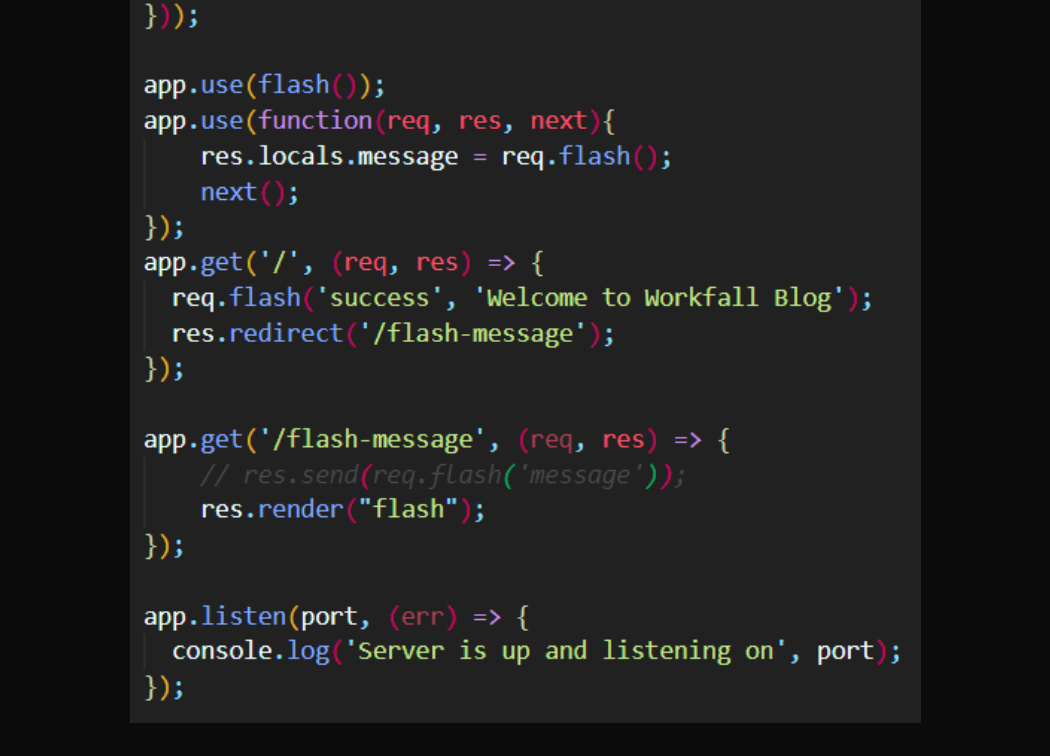 }));
app.use(flash());
app.use(function(req, res, next){
    res.locals.message = req.flash();
    next();
});
app.get('/', (req, res) => {
  req.flash('success', 'Welcome to Workfall Blog');
  res.redirect('/flash-message');
});
app.get('/flash-message', (req, res) => {
    // res.send(req.flash('message'));
    res.render("flash");
});
app.listen(port, (err) => {
  console.log('Server is up and listening on', port);
});